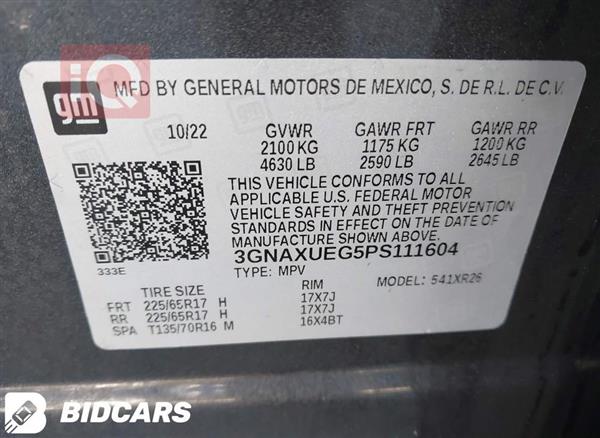 iQ
gm
MFD BY GENERAL MOTORS DE MEXICO, S. DE R.L. DE C.V.
10/22 GVWR GAWR FRT GAWR RR
2100 KG 1175 KG 1200 KG
4630 LB 2590 LB 2645 LB
THIS VEHICLE CONFORMS TO ALL
APPLICABLE U.S. FEDERAL MOTOR
VEHICLE SAFETY AND THEFT PREVENTION
STANDARDS IN EFFECT ON THE DATE OF
MANUFACTURE SHOWN ABOVE.
3GNAXUEG5PS111604
333E TYPE: MPV MODEL: 541XR26
TIRE SIZE RIM
FRT 225/65R17 H 17X7J
RR 225/65R17 H 17X7J
SPA T135/70R16 M 16X4BT
BIDCARS